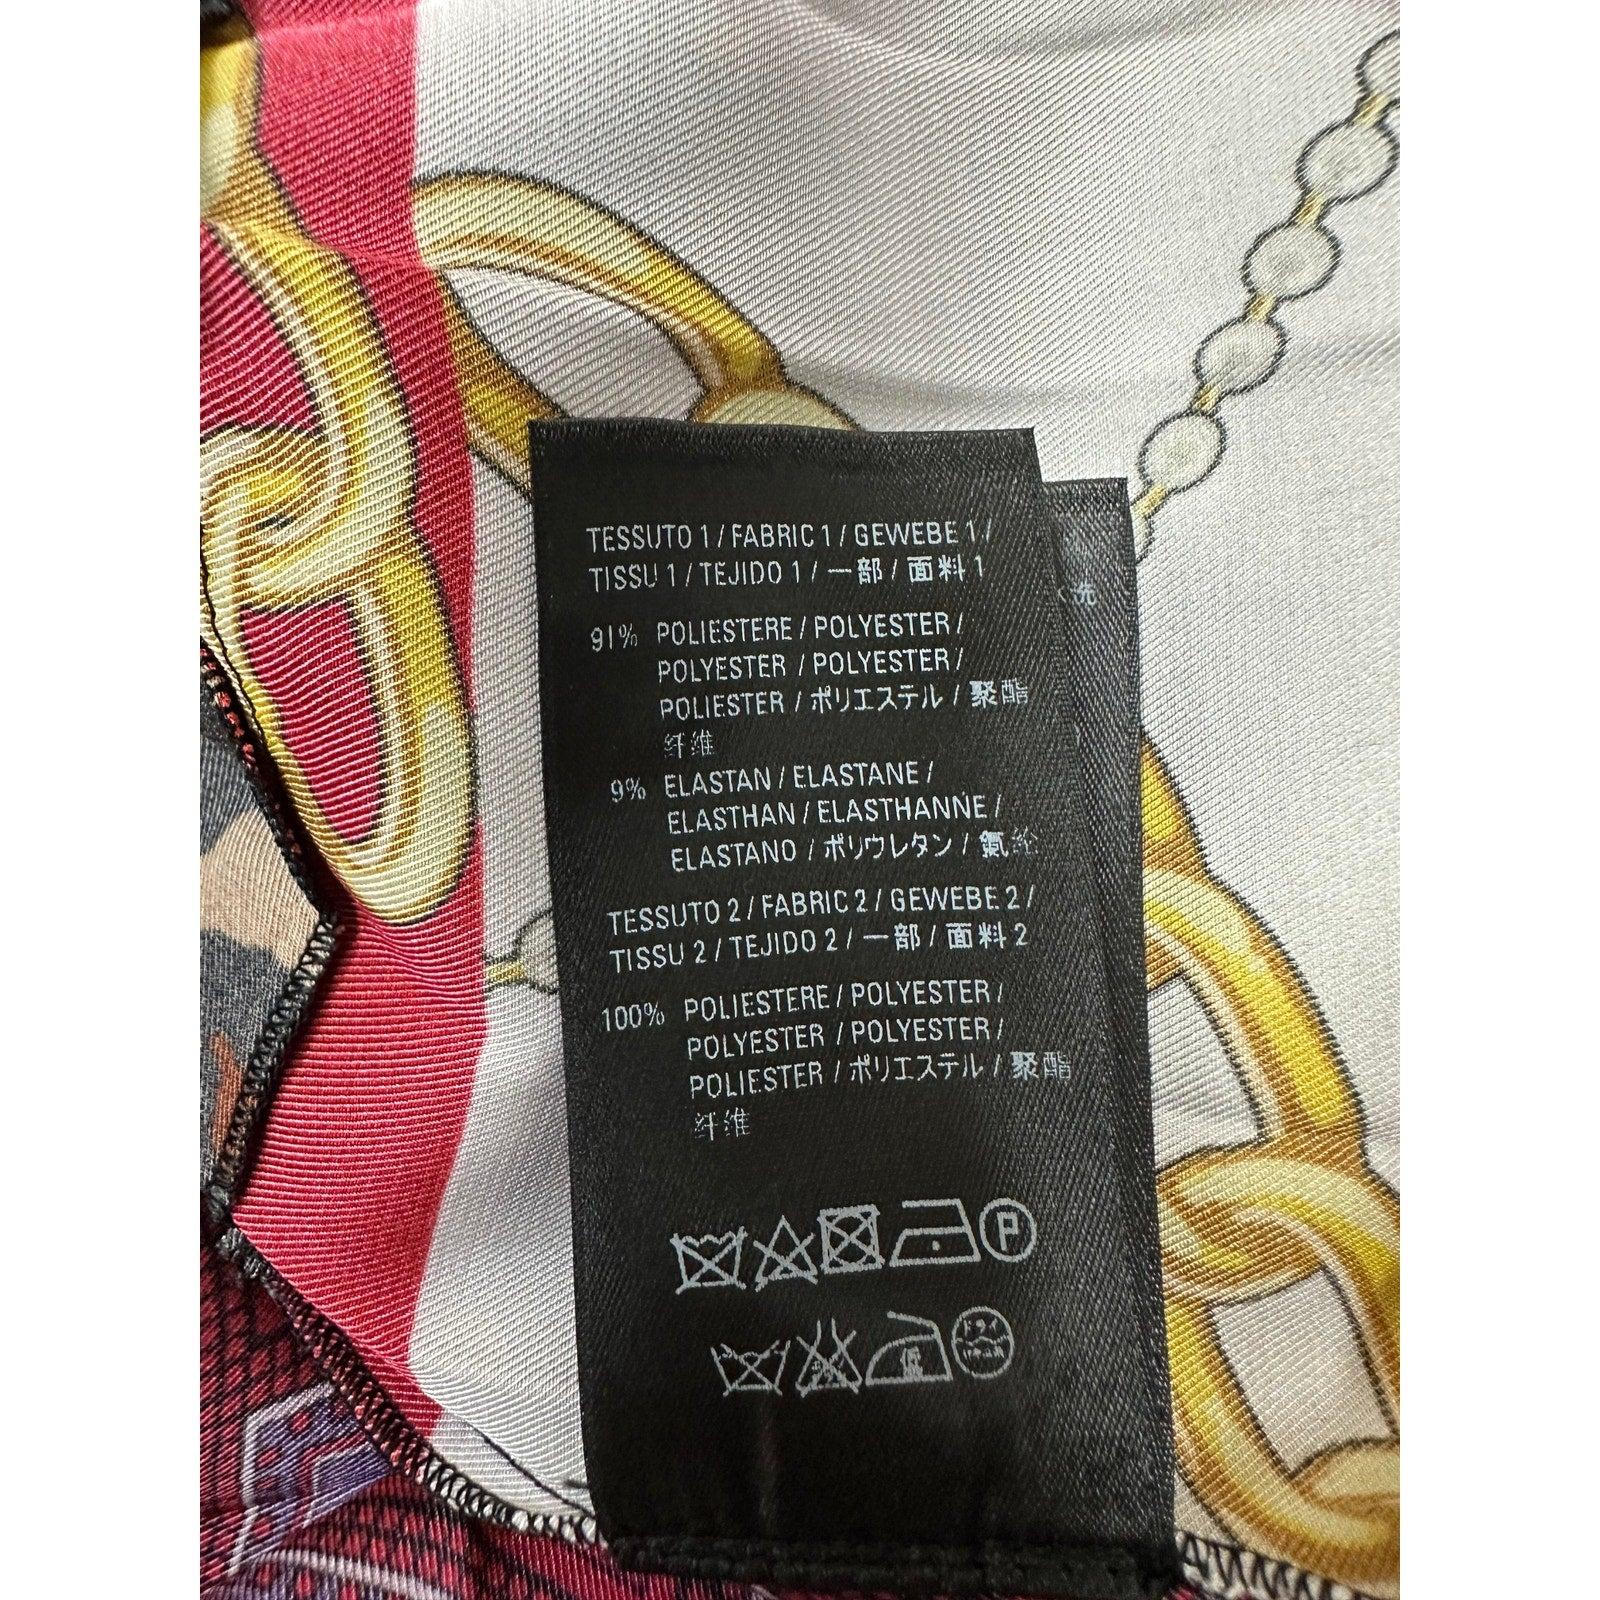 TESSUTO 1 / FABRIC 1 / GEWEBE 1 /
TISSU 1 / TEJIDO 1 / 一部 / 面料 1
91% POLIESTERE / POLYESTER /
POLYESTER / POLYESTER /
POLIESTER / ポリエステル / 聚酯
纤维
9% ELASTAN / ELASTANE /
ELASTHAN / ELASTHANNE /
ELASTANO / ポリウレタン / 氨纶
TESSUTO 2 / FABRIC 2 / GEWEBE 2 /
TISSU 2 / TEJIDO 2 / 一部 / 面料 2
100% POLIESTERE / POLYESTER /
POLYESTER / POLYESTER /
POLIESTER / ポリエステル / 聚酯
纤维
P
低
ドライ